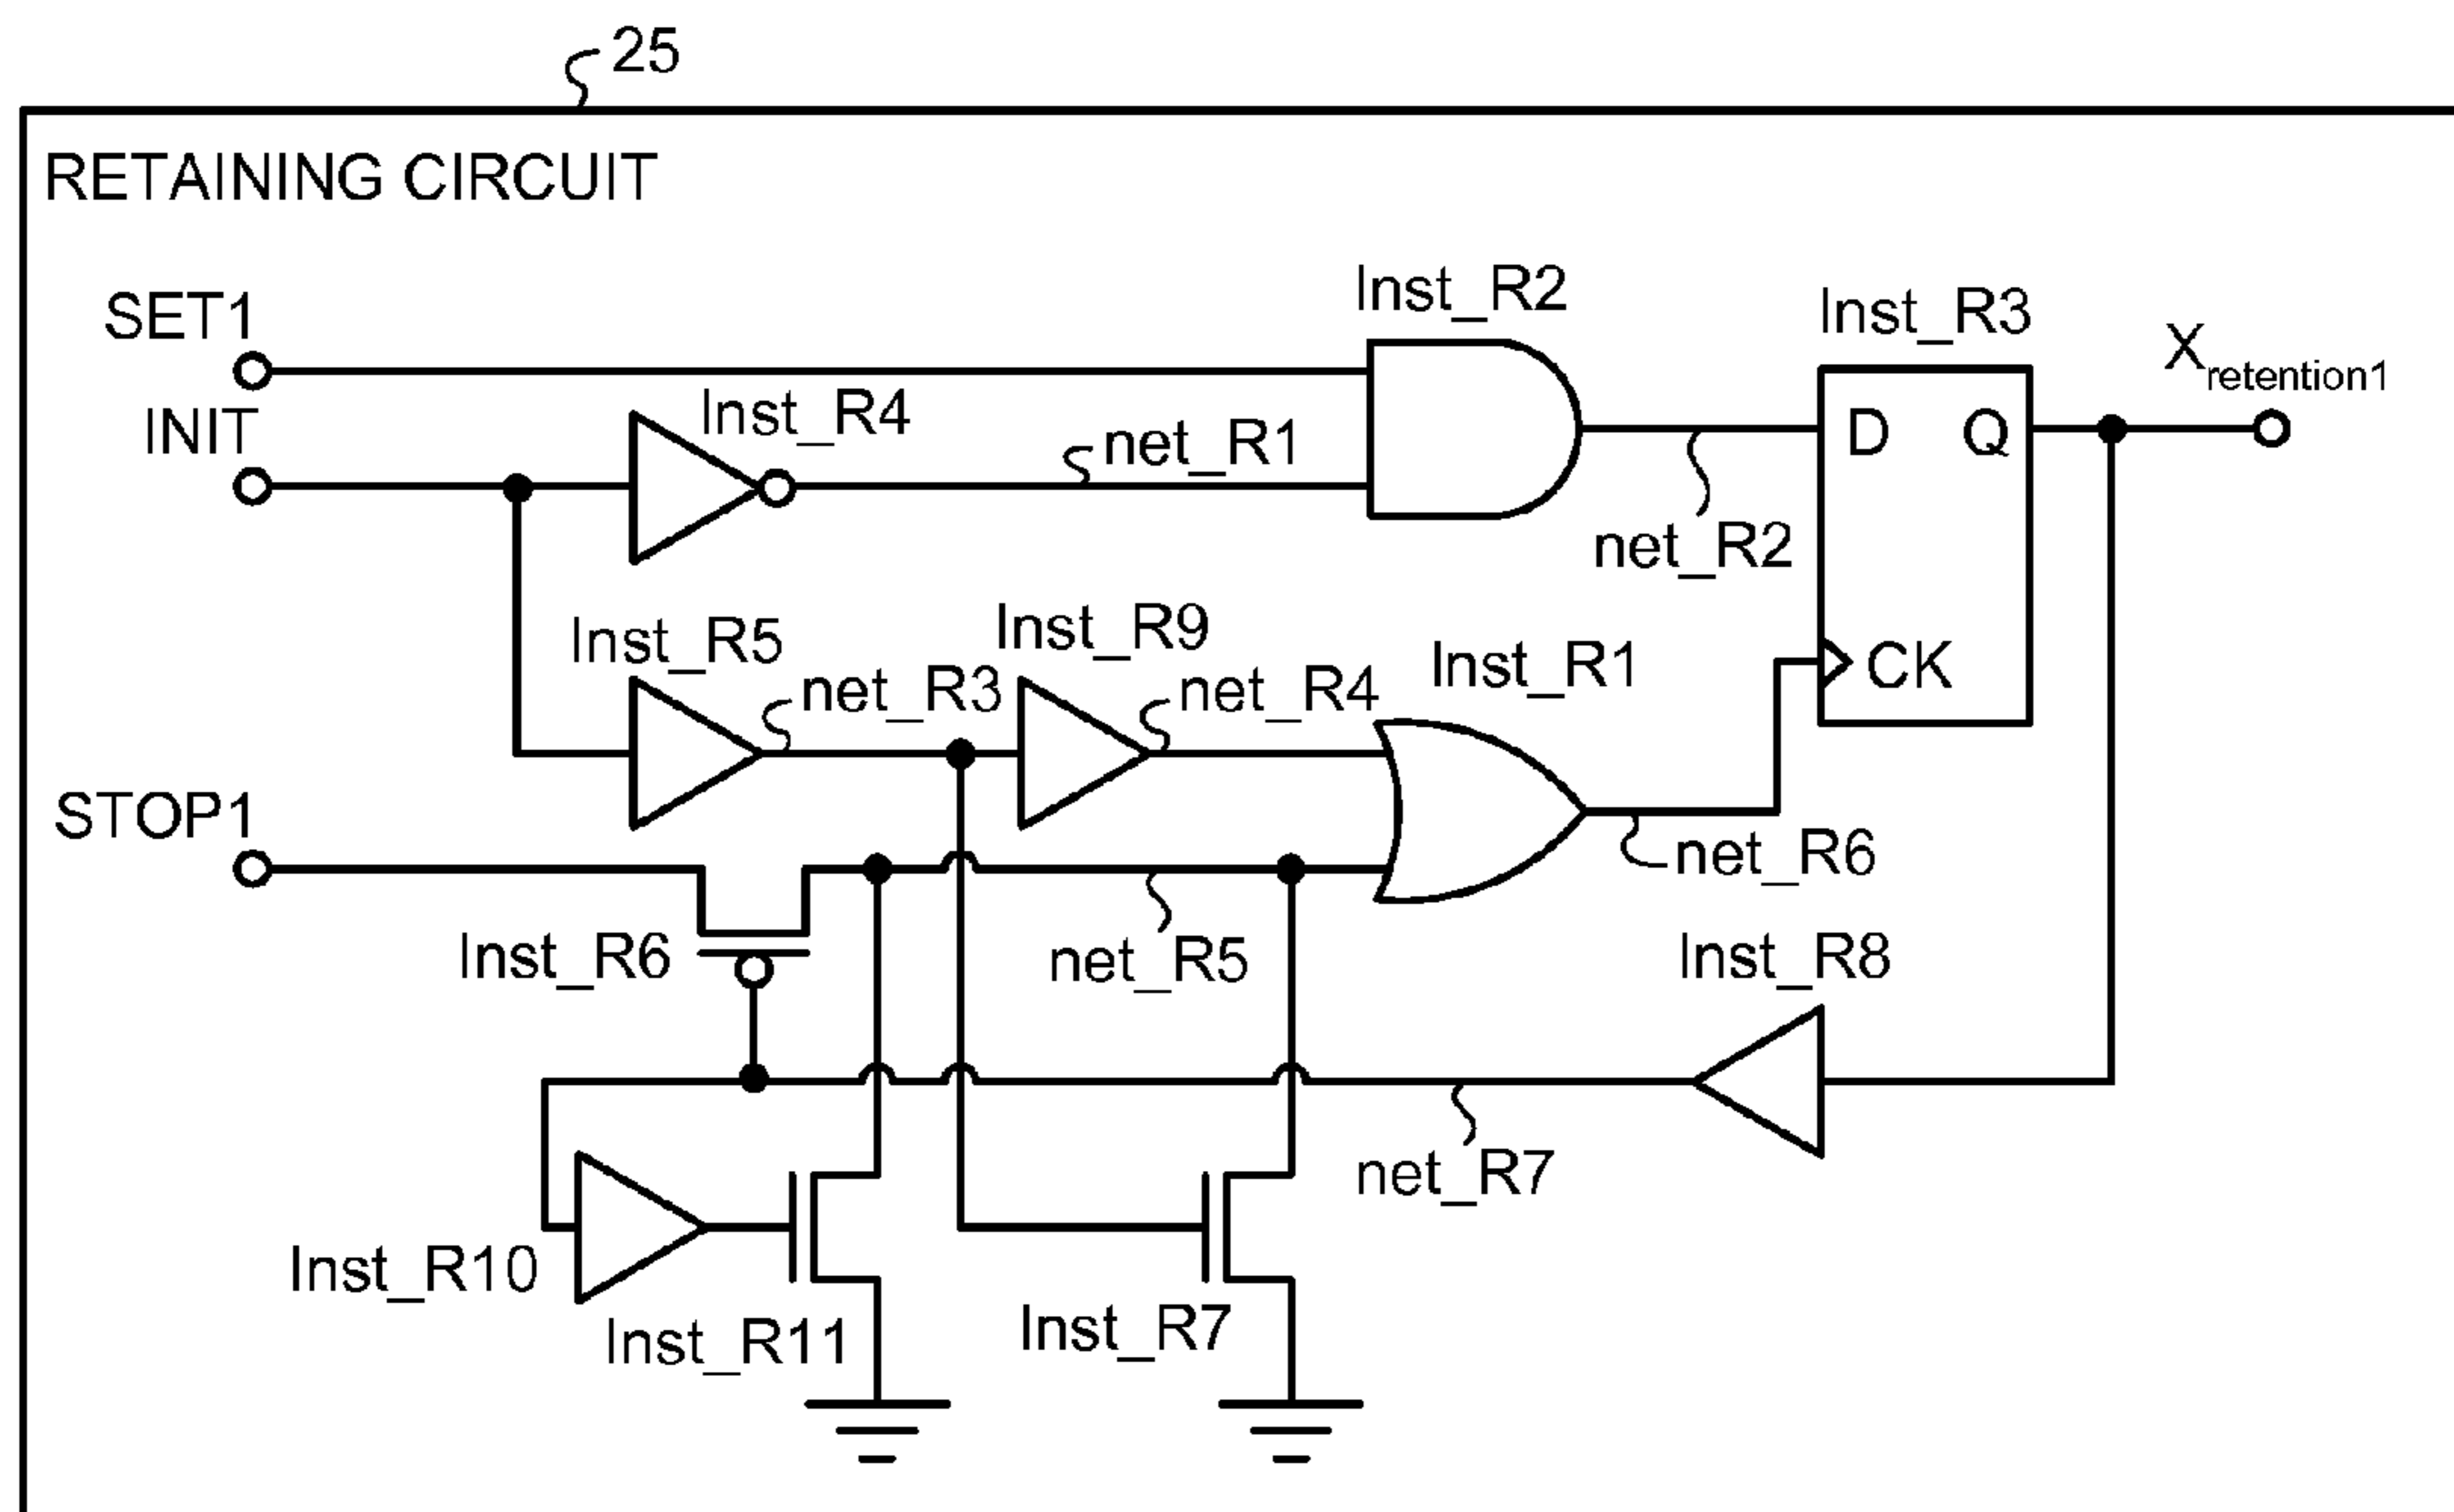 25
RETAINING CIRCUIT
SET1
INIT
Inst_R4
net_R1
Inst_R2
net_R2
Inst_R3
D Q
CK
Xretention1
Inst_R5
net_R3
Inst_R9
net_R4
Inst_R1
net_R6
STOP1
Inst_R6
net_R5
Inst_R8
net_R7
Inst_R10
Inst_R11
Inst_R7